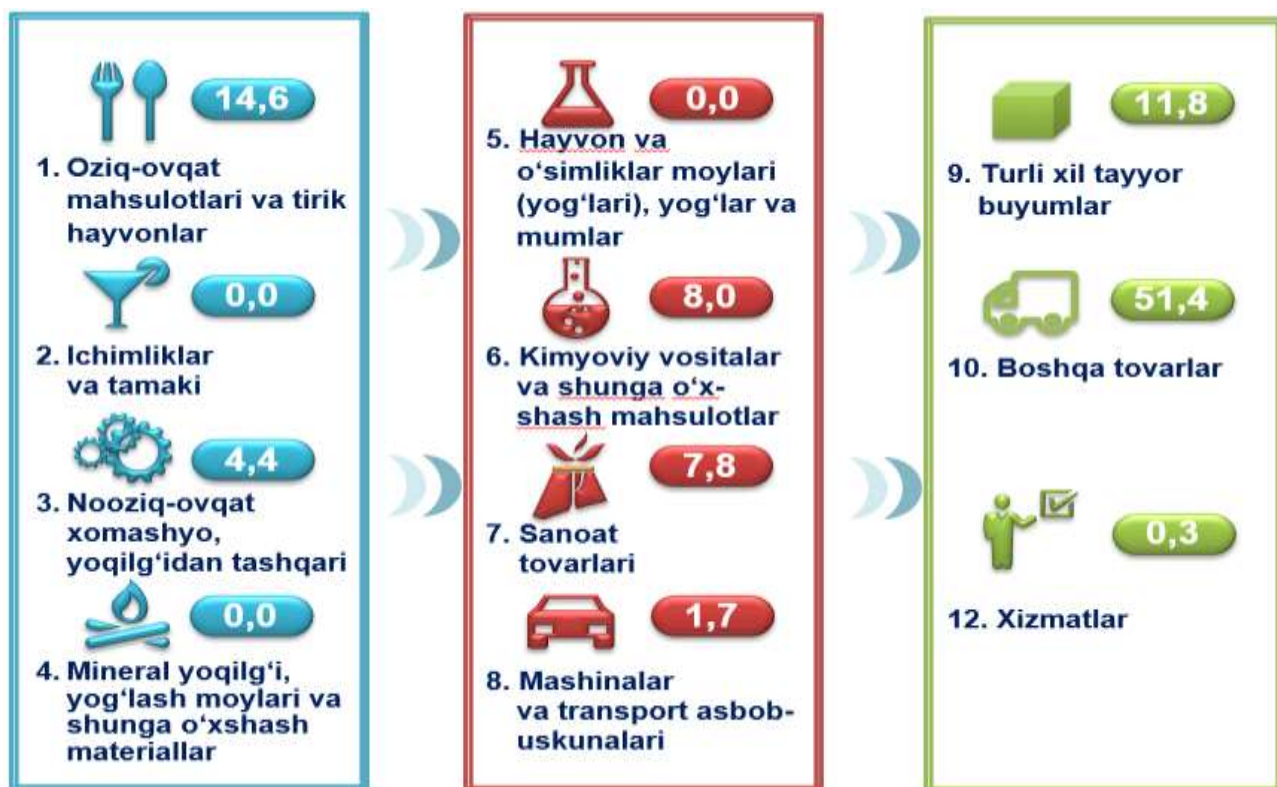 14,6
1. Oziq-ovqat
mahsulotlari va tirik
hayvonlar
0,0
2. Ichimliklar
va tamaki
4,4
3. Nooziq-ovqat
xomashyo,
yoqilg‘idan tashqari
0,0
4. Mineral yoqilg‘i,
yog‘lash moylari va
shunga o‘xshash
materiallar
0,0
5. Hayvon va
o‘simliklar moylari
(yog‘lari), yog‘lar va
mumlar
8,0
6. Kimyoviy vositalar
va shunga o‘x-
shash mahsulotlar
7,8
7. Sanoat
tovarlari
1,7
8. Mashinalar
va transport asbob-
uskunalari
11,8
9. Turli xil tayyor
buyumlar
51,4
10. Boshqa tovarlar
0,3
12. Xizmatlar